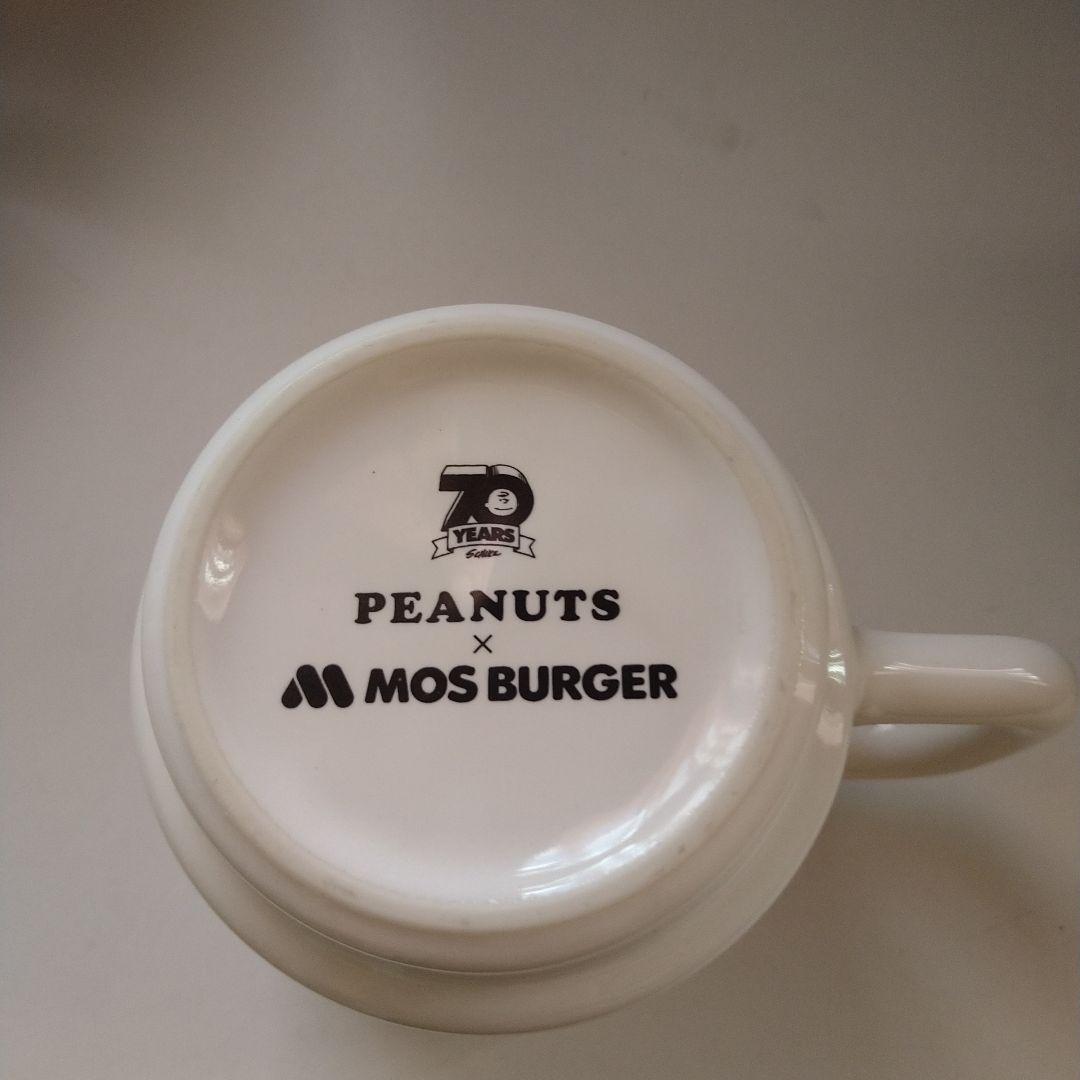 70
YEARS
Schulz
PEANUTS
×
MOS BURGER